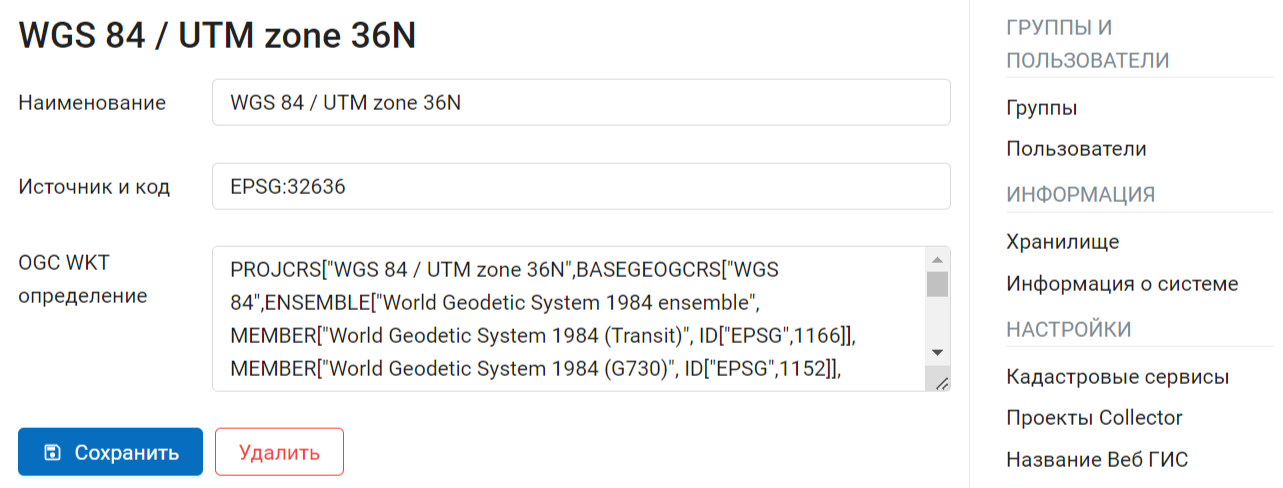 WGS 84 / UTM zone 36N
Наименование
WGS 84 / UTM zone 36N
Источник и код
EPSG:32636
OGC WKT
определение
PROJCRS["WGS 84 / UTM zone 36N",BASEGEOGCRS["WGS
84",ENSEMBLE["World Geodetic System 1984 ensemble",
MEMBER["World Geodetic System 1984 (Transit)", ID["EPSG",1166]],
MEMBER["World Geodetic System 1984 (G730)", ID["EPSG",1152]],
Сохранить
Удалить
ГРУППЫ И
ПОЛЬЗОВАТЕЛИ
Группы
Пользователи
ИНФОРМАЦИЯ
Хранилище
Информация о системе
НАСТРОЙКИ
Кадастровые сервисы
Проекты Collector
Название Веб ГИС